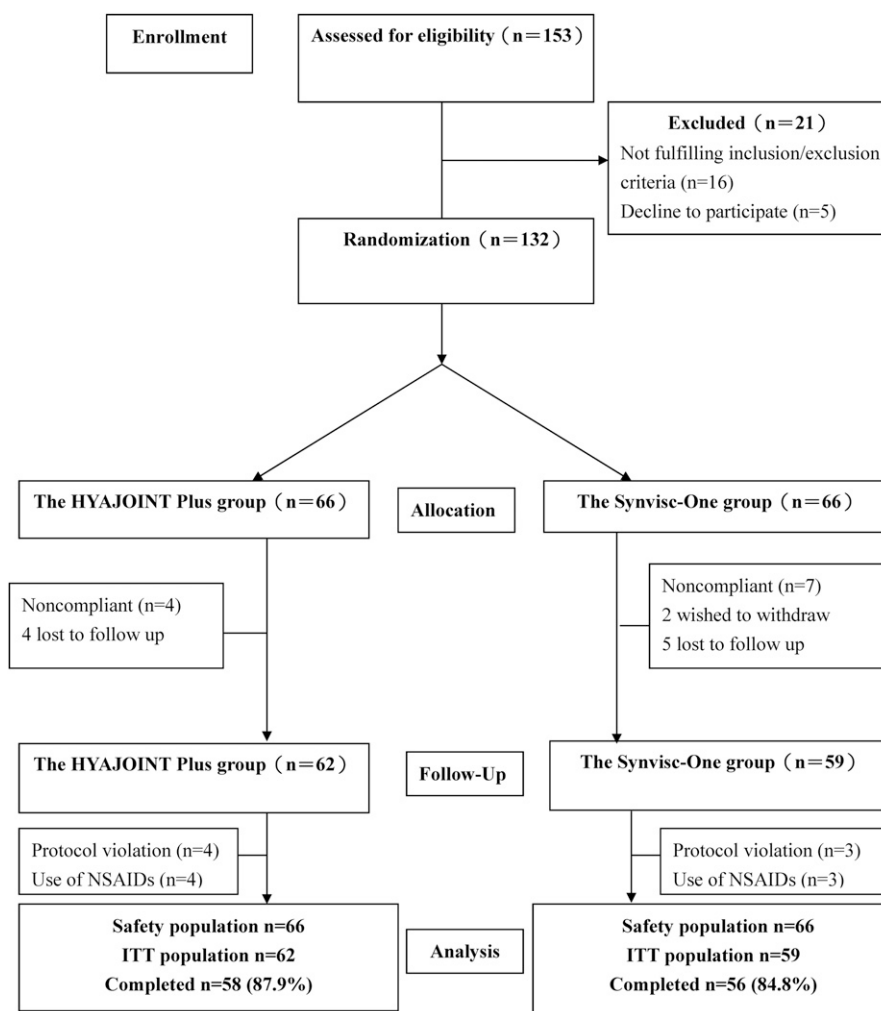 Enrollment
Assessed for eligibility（n=153）
Excluded（n=21）
Not fulfilling inclusion/exclusion
criteria (n=16)
Decline to participate (n=5)
Randomization（n=132）
The HYAJOINT Plus group（n=66）
Allocation
The Synvisc-One group（n=66）
Noncompliant (n=4)
4 lost to follow up
Noncompliant (n=7)
2 wished to withdraw
5 lost to follow up
The HYAJOINT Plus group（n=62）
Follow-Up
The Synvisc-One group（n=59）
Protocol violation (n=4)
Use of NSAIDs (n=4)
Protocol violation (n=3)
Use of NSAIDs (n=3)
Safety population n=66
ITT population n=62
Completed n=58 (87.9%)
Analysis
Safety population n=66
ITT population n=59
Completed n=56 (84.8%)